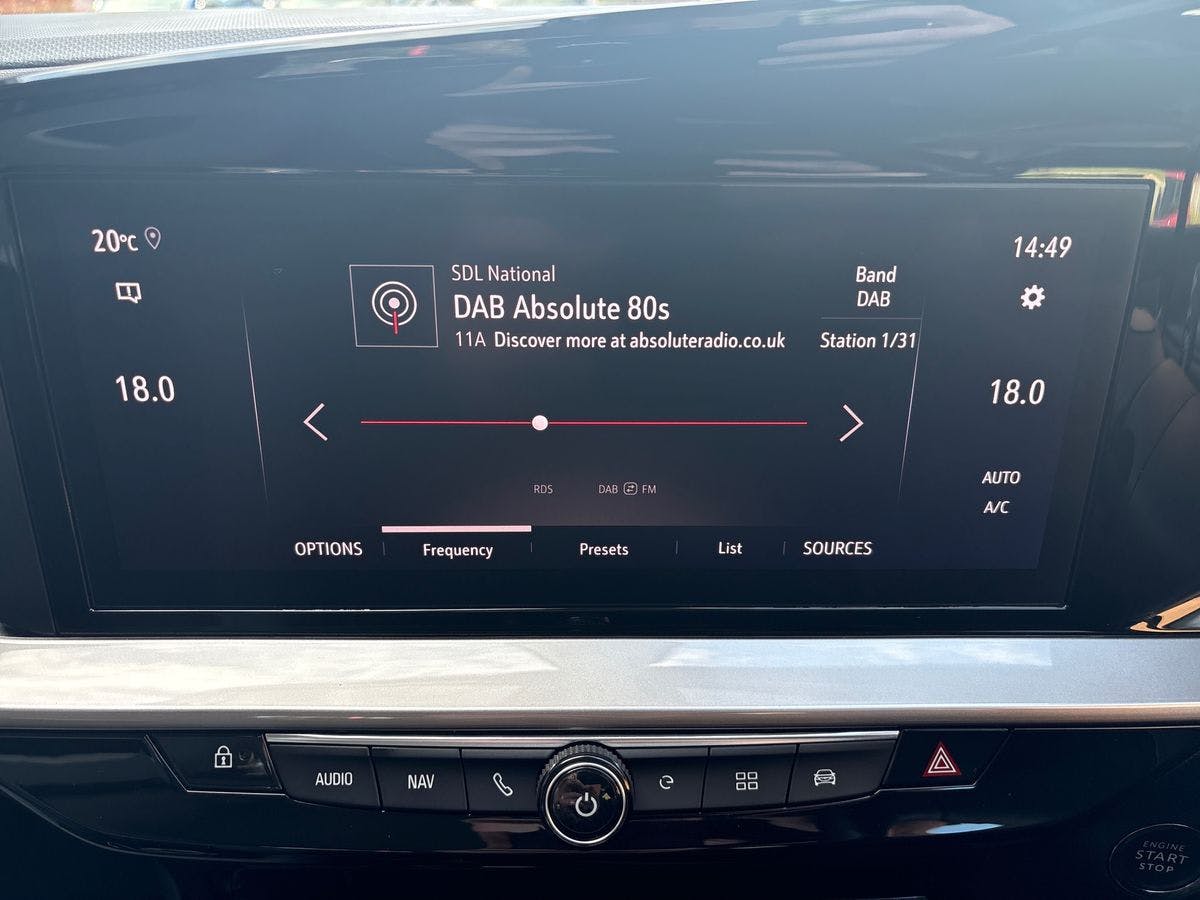 20°C
14:49
SDL National
DAB Absolute 80s
11A Discover more at absoluteradio.co.uk
Band
DAB
Station 1/31
18.0
18.0
RDS
DAB FM
AUTO
A/C
OPTIONS
Frequency
Presets
List
SOURCES
AUDIO
NAV
ENGINE
START
STOP